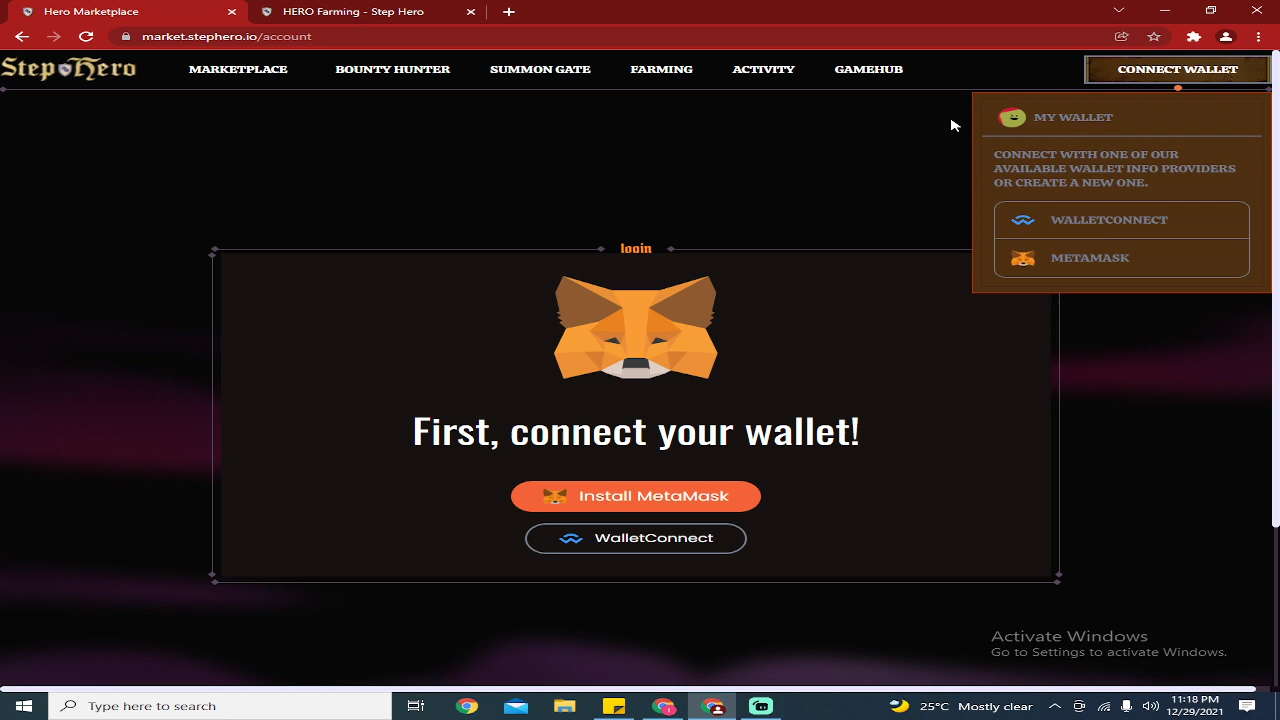 Hero Marketplace
HERO Farming - Step Hero
market.stephero.io/account
StepHero
MARKETPLACE
BOUNTY HUNTER
SUMMON GATE
FARMING
ACTIVITY
GAMEHUB
CONNECT WALLET
MY WALLET
CONNECT WITH ONE OF OUR
AVAILABLE WALLET INFO PROVIDERS
OR CREATE A NEW ONE.
WALLETCONNECT
METAMASK
login
First, connect your wallet!
Install MetaMask
WalletConnect
Activate Windows
Go to Settings to activate Windows.
Type here to search
25°C Mostly clear
11:18 PM
12/29/2021